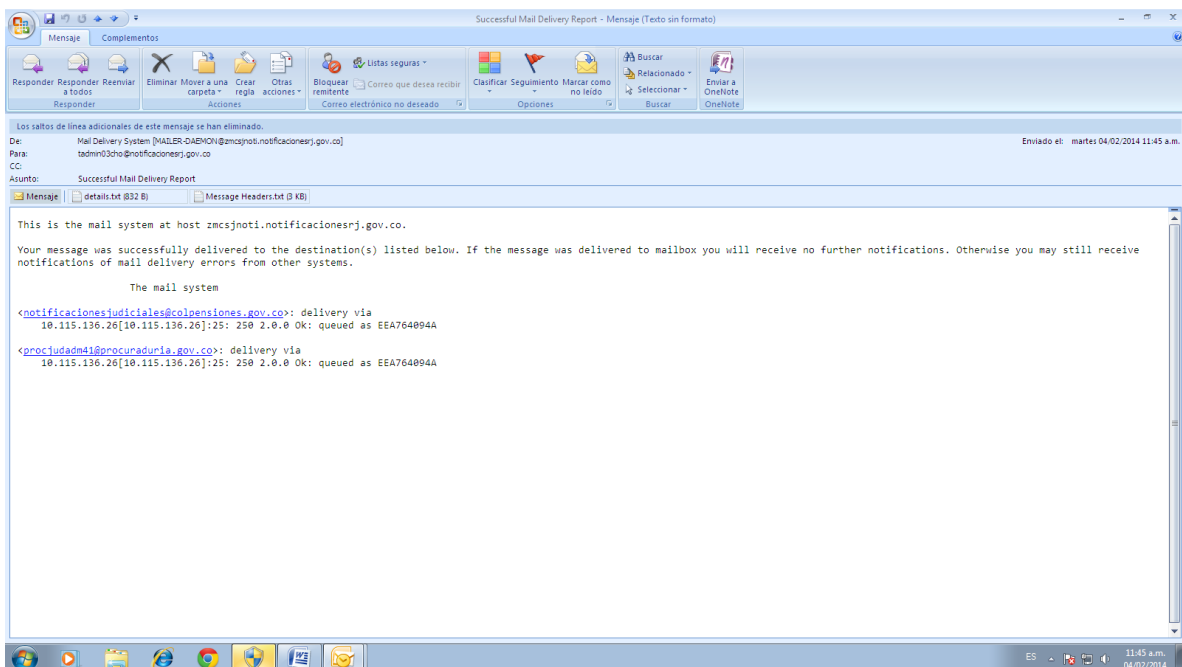 Successful Mail Delivery Report - Mensaje (Texto sin formato)
Mensaje Complementos
Responder Responder a todos Reenviar
Responder
Eliminar Mover a una carpeta Crear regla Otras acciones
Acciones
Bloquear remitente Listas seguras Correo que desea recibir
Correo electrónico no deseado
Clasificar Seguimiento Marcar como no leído
Opciones
Buscar
Relacionado
Seleccionar
Buscar
Enviar a OneNote
OneNote
Los saltos de línea adicionales de este mensaje se han eliminado.
De: Mail Delivery System [MAILER-DAEMON@zmcsjnoti.notificacionesrj.gov.co] Enviado el: martes 04/02/2014 11:45 a.m.
Para: tadmin03cho@notificacionesrj.gov.co
CC:
Asunto: Successful Mail Delivery Report
Mensaje details.txt (832 B) Message Headers.txt (3 KB)
This is the mail system at host zmcsjnoti.notificacionesrj.gov.co.
Your message was successfully delivered to the destination(s) listed below. If the message was delivered to mailbox you will receive no further notifications. Otherwise you may still receive
notifications of mail delivery errors from other systems.
The mail system
<notificacionesjudiciales@colpensiones.gov.co>: delivery via
10.115.136.26[10.115.136.26]:25: 250 2.0.0 Ok: queued as EEA764094A
<procjudadm41@procuraduria.gov.co>: delivery via
10.115.136.26[10.115.136.26]:25: 250 2.0.0 Ok: queued as EEA764094A
ES 11:45 a.m.
04/02/2014